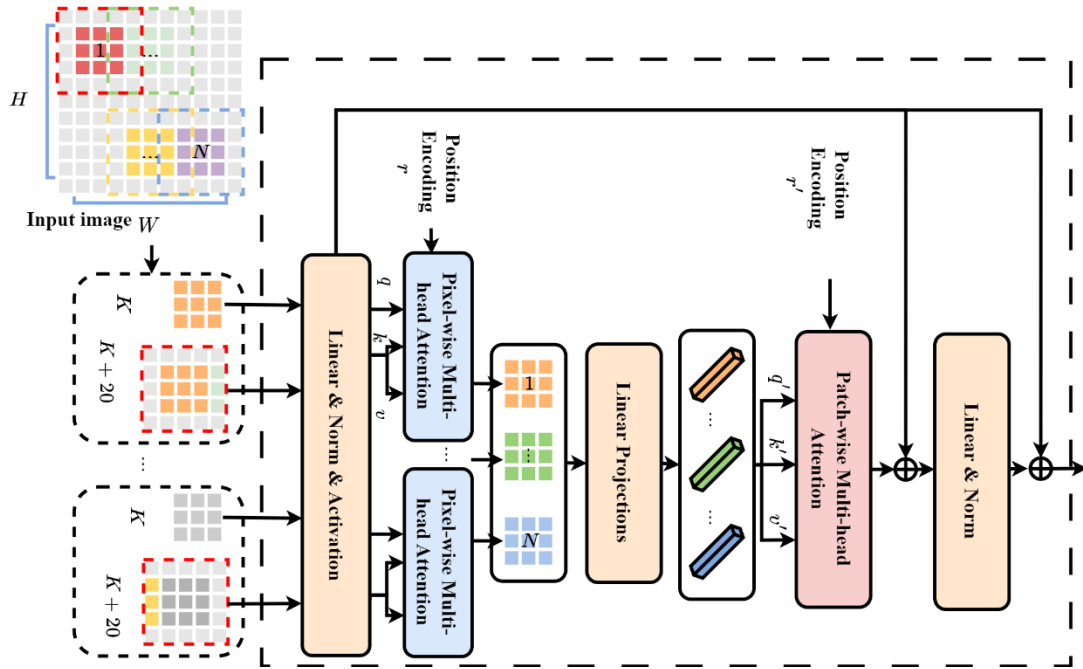 1
...
H
...
N
Input image W
K
K + 20
...
K
K + 20
Linear & Norm & Activation
q
k
v
Position
Encoding
r
Pixel-wise Multi-
head Attention
...
Pixel-wise Multi-
head Attention
1
...
N
Linear Projections
...
...
q'
k'
v'
Position
Encoding
r'
Patch-wise Multi-head
Attention
Linear & Norm